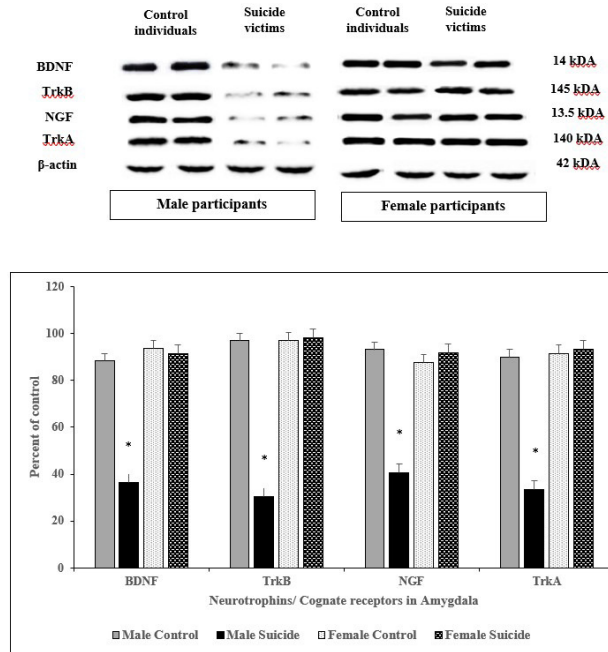 Control individuals
Suicide victims
Control individuals
Suicide victims
BDNF
14 kDA
TrkB
145 kDA
NGF
13.5 kDA
TrkA
140 kDA
β-actin
42 kDA
Male participants
Female participants
120
100
80
60
40
20
0
Percent of control
*
*
*
*
BDNF
TrkB
NGF
TrkA
Neurotrophins/ Cognate receptors in Amygdala
Male Control
Male Suicide
Female Control
Female Suicide